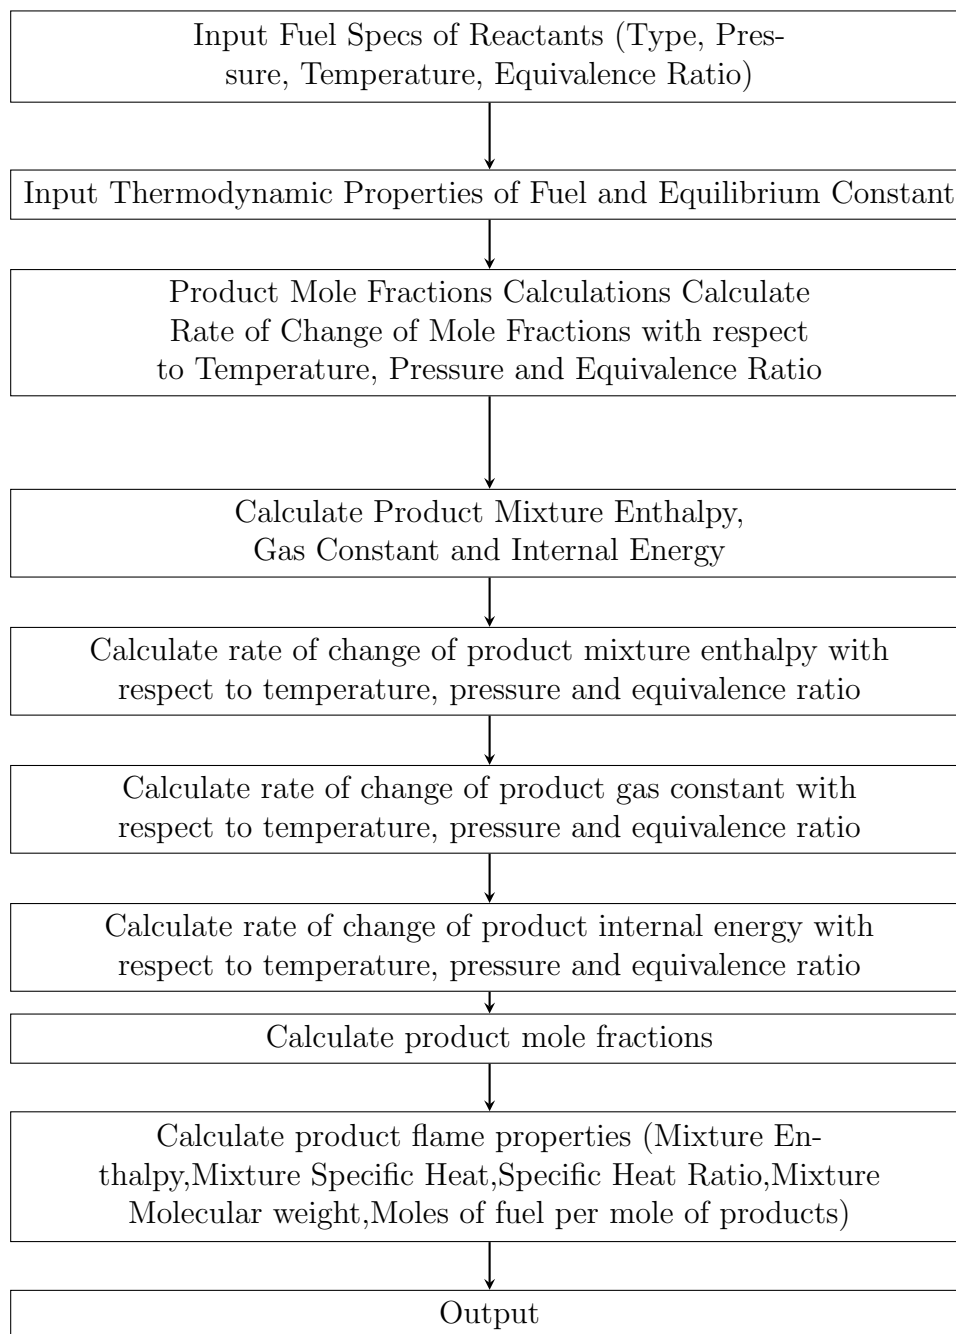 Input Fuel Specs of Reactants (Type, Pres-
sure, Temperature, Equivalence Ratio)
Input Thermodynamic Properties of Fuel and Equilibrium Constant
Product Mole Fractions Calculations Calculate
Rate of Change of Mole Fractions with respect
to Temperature, Pressure and Equivalence Ratio
Calculate Product Mixture Enthalpy,
Gas Constant and Internal Energy
Calculate rate of change of product mixture enthalpy with
respect to temperature, pressure and equivalence ratio
Calculate rate of change of product gas constant with
respect to temperature, pressure and equivalence ratio
Calculate rate of change of product internal energy with
respect to temperature, pressure and equivalence ratio
Calculate product mole fractions
Calculate product flame properties (Mixture En-
thalpy,Mixture Specific Heat,Specific Heat Ratio,Mixture
Molecular weight,Moles of fuel per mole of products)
Output